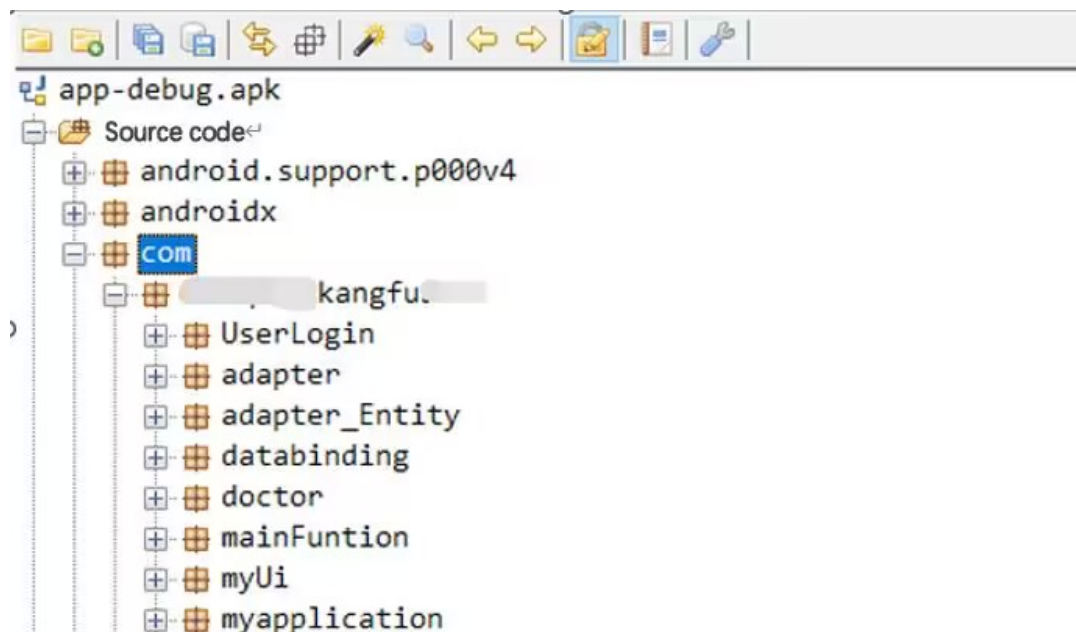 app-debug.apk
Source code
android.support.p000v4
androidx
com
kangfu
UserLogin
adapter
adapter_Entity
databinding
doctor
mainFuntion
myUi
myapplication